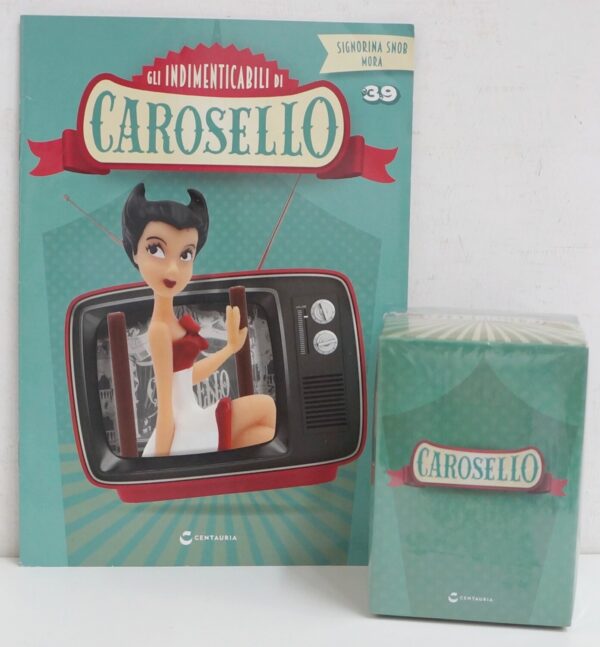 SIGNORINA SNOB
MORA
N°39
GLI INDIMENTICABILI DI
CAROSELLO
CENTAURIA
CAROSELLO
CENTAURIA